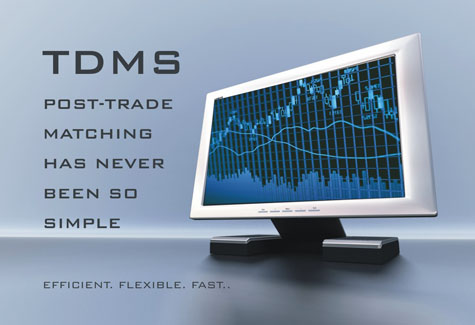 TDMS
POST-TRADE
MATCHING
HAS NEVER
BEEN SO
SIMPLE
EFFICIENT. FLEXIBLE. FAST..